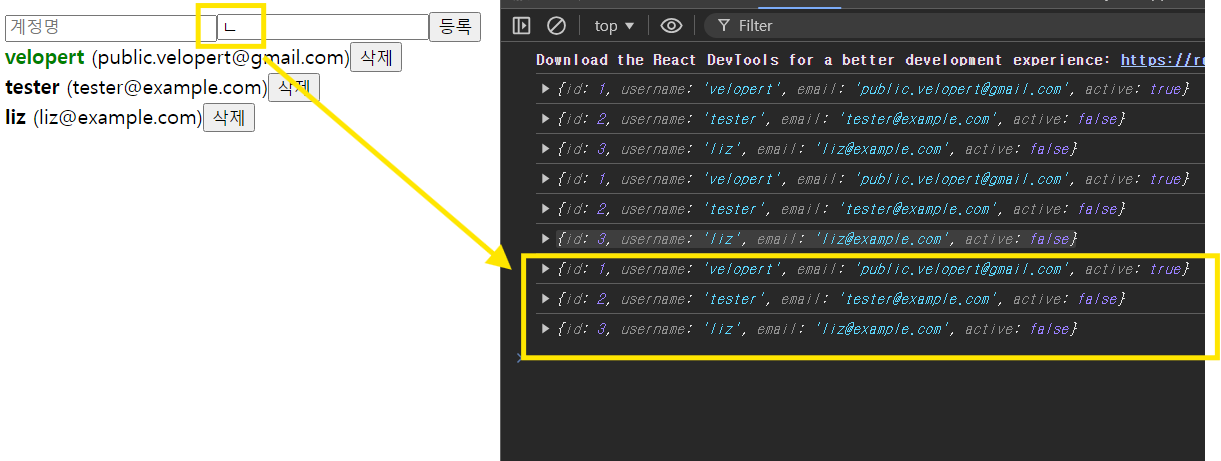 계정명 ㄴ 등록
velopert (public.velopert@gmail.com) 삭제
tester (tester@example.com) 삭제
liz (liz@example.com) 삭제
top ▼ Filter
Download the React DevTools for a better development experience: https://re
▶ {id: 1, username: 'velopert', email: 'public.velopert@gmail.com', active: true}
▶ {id: 2, username: 'tester', email: 'tester@example.com', active: false}
▶ {id: 3, username: 'liz', email: 'liz@example.com', active: false}
▶ {id: 1, username: 'velopert', email: 'public.velopert@gmail.com', active: true}
▶ {id: 2, username: 'tester', email: 'tester@example.com', active: false}
▶ {id: 3, username: 'liz', email: 'liz@example.com', active: false}
▶ {id: 1, username: 'velopert', email: 'public.velopert@gmail.com', active: true}
▶ {id: 2, username: 'tester', email: 'tester@example.com', active: false}
▶ {id: 3, username: 'liz', email: 'liz@example.com', active: false}